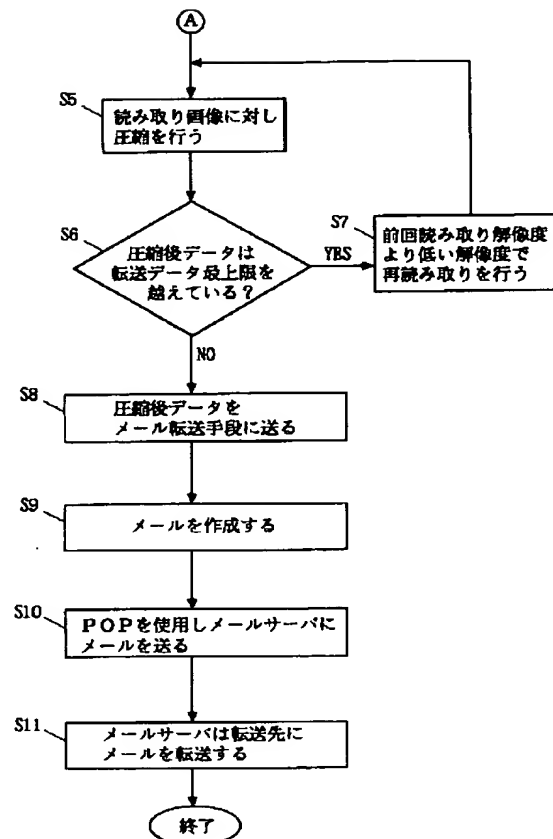 A
S5
読み取り画像に対し
圧縮を行う
S6
圧縮後データは
転送データ最上限を
越えている?
YES
S7
前回読み取り解像度
より低い解像度で
再読み取りを行う
NO
S8
圧縮後データを
メール転送手段に送る
S9
メールを作成する
S10
POPを使用しメールサーバに
メールを送る
S11
メールサーバは転送先に
メールを転送する
終了